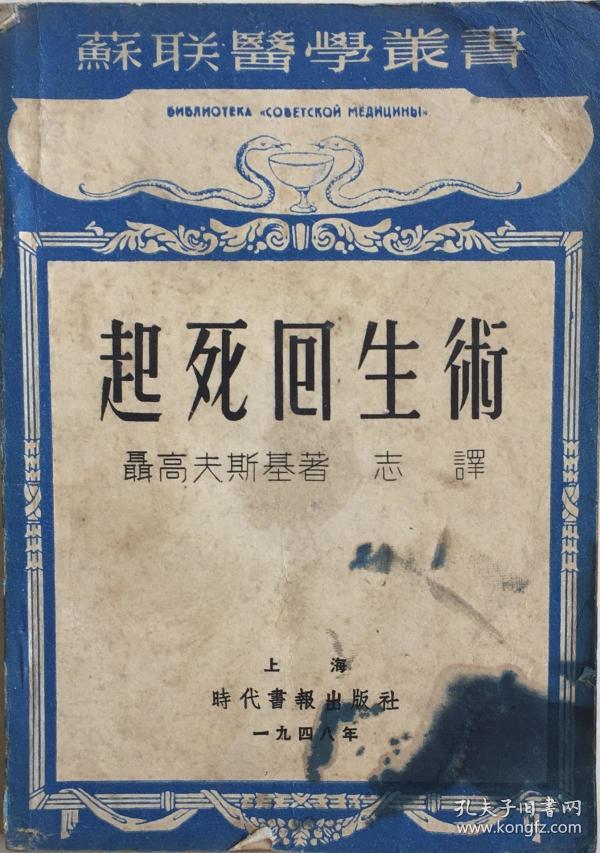 蘇联醫學叢書
БИБЛИОТЕКА «СОВЕТСКОЙ МЕДИЦИНЫ»
起死回生術
聶高夫斯基著 志 譯
上 海
時代書報出版社
一九四八年
孔夫子旧書网
www.kongfz.com